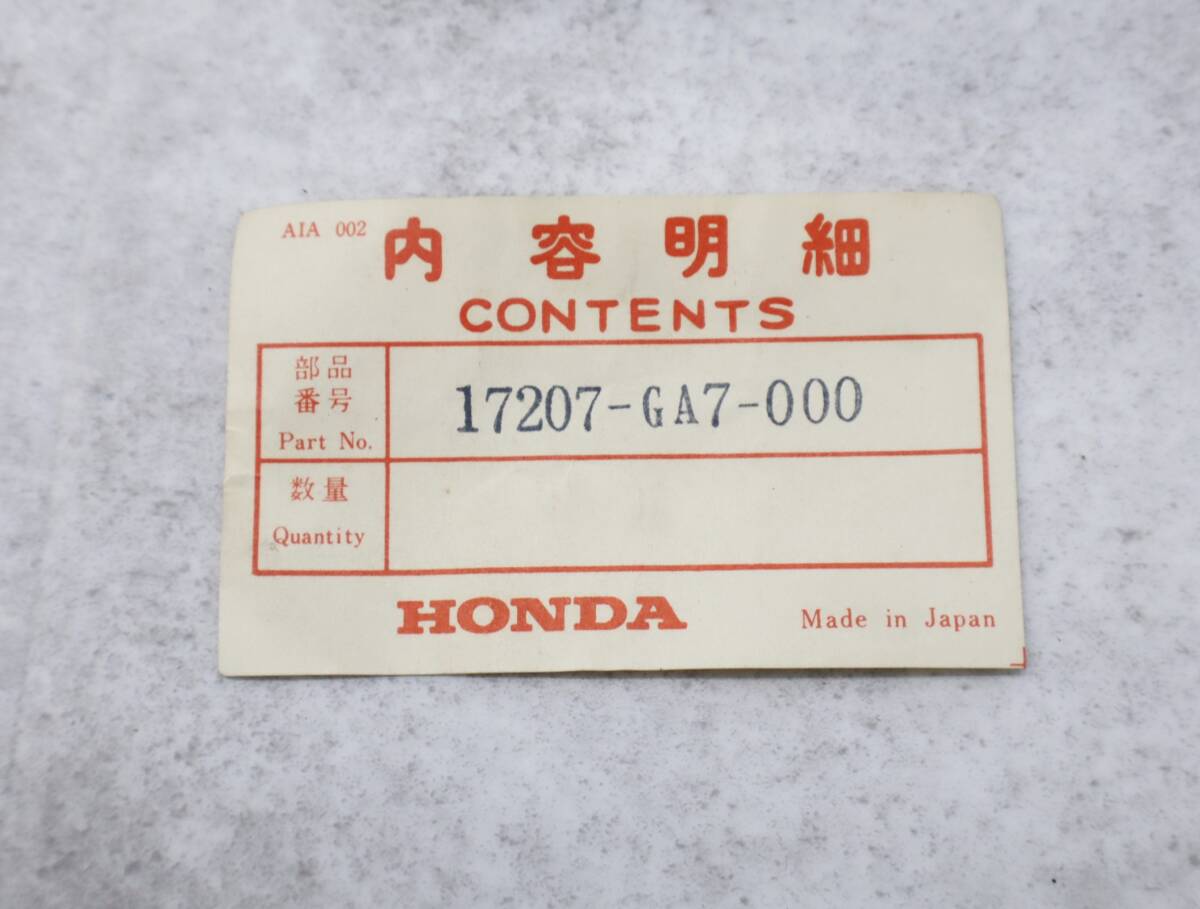 AIA 002
内容明細
CONTENTS
部品
番号
Part No.
17207-GA7-000
数量
Quantity
HONDA
Made in Japan